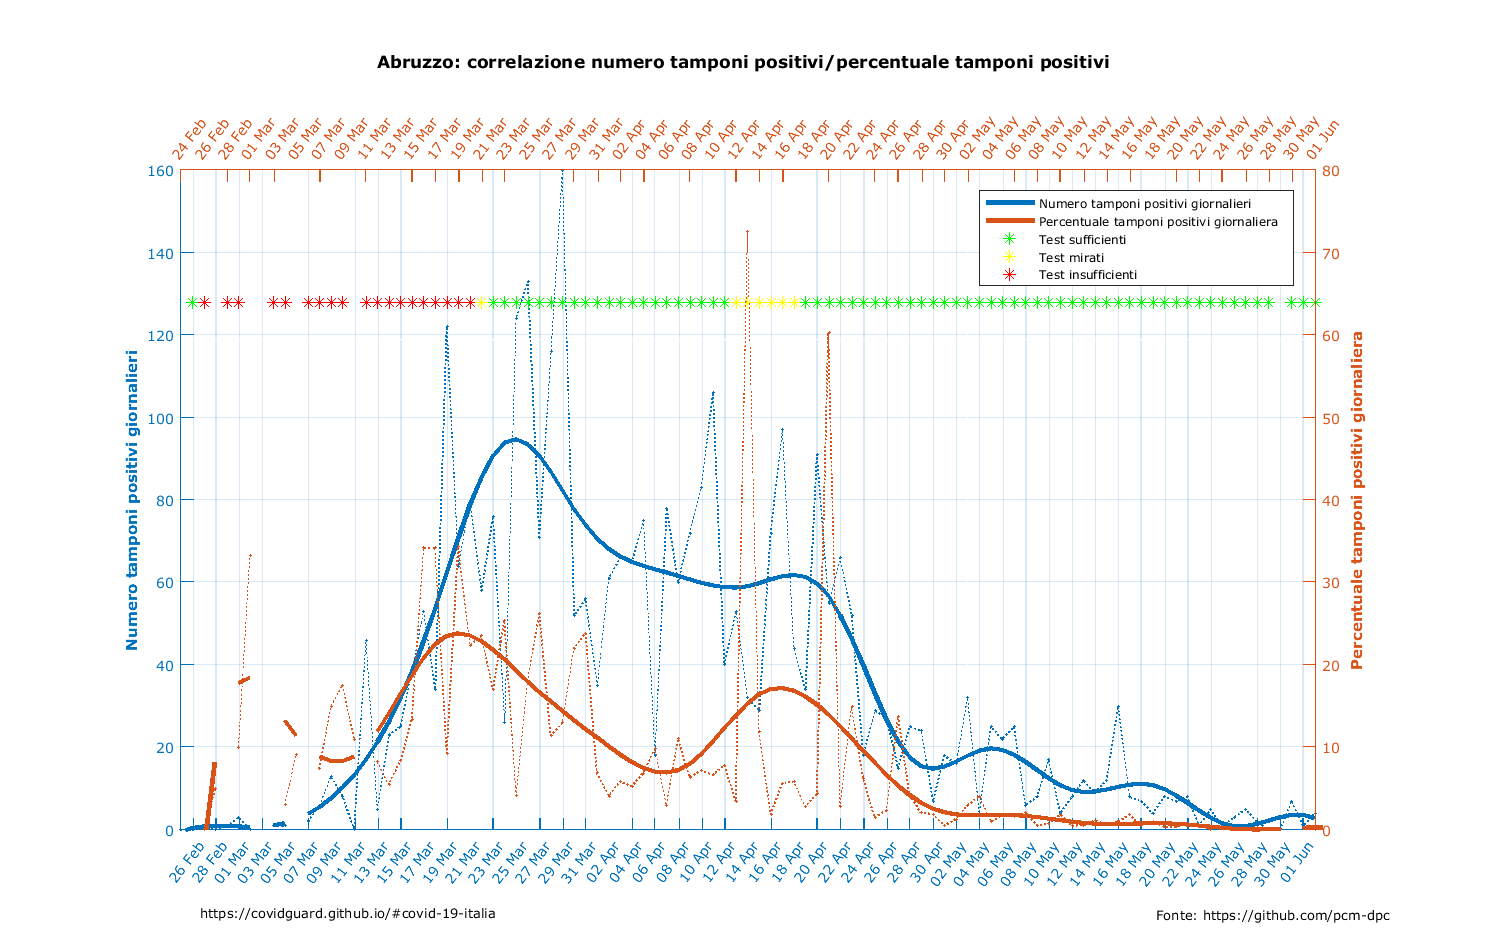 Abruzzo: correlazione numero tamponi positivi/percentuale tamponi positivi
24 Feb 26 Feb 28 Feb 01 Mar 03 Mar 05 Mar 07 Mar 09 Mar 11 Mar 13 Mar 15 Mar 17 Mar 19 Mar 21 Mar 23 Mar 25 Mar 27 Mar 29 Mar 31 Mar 02 Apr 04 Apr 06 Apr 08 Apr 10 Apr 12 Apr 14 Apr 16 Apr 18 Apr 20 Apr 22 Apr 24 Apr 26 Apr 28 Apr 30 Apr 02 May 04 May 06 May 08 May 10 May 12 May 14 May 16 May 18 May 20 May 22 May 24 May 26 May 28 May 30 May 01 Jun
160
140
120
100
80
60
40
20
0
Numero tamponi positivi giornalieri
Numero tamponi positivi giornalieri
Percentuale tamponi positivi giornaliera
Test sufficienti
Test mirati
Test insufficienti
80
70
60
50
40
30
20
10
0
Percentuale tamponi positivi giornaliera
26 Feb 28 Feb 01 Mar 03 Mar 05 Mar 07 Mar 09 Mar 11 Mar 13 Mar 15 Mar 17 Mar 19 Mar 21 Mar 23 Mar 25 Mar 27 Mar 29 Mar 31 Mar 02 Apr 04 Apr 06 Apr 08 Apr 10 Apr 12 Apr 14 Apr 16 Apr 18 Apr 20 Apr 22 Apr 24 Apr 26 Apr 28 Apr 30 Apr 02 May 04 May 06 May 08 May 10 May 12 May 14 May 16 May 18 May 20 May 22 May 24 May 26 May 28 May 30 May 01 Jun
https://covidguard.github.io/#covid-19-italia
Fonte: https://github.com/pcm-dpc